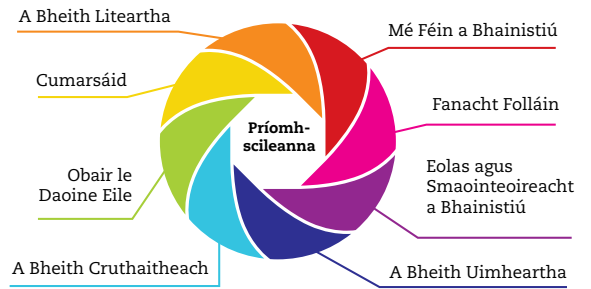 A Bheith Liteartha
Mé Féin a Bhainistiú
Cumarsáid
Fanacht Folláin
Príomh-
scileanna
Obair le
Daoine Eile
Eolas agus
Smaointeoireacht
a Bhainistiú
A Bheith Cruthaitheach
A Bheith Uimheartha